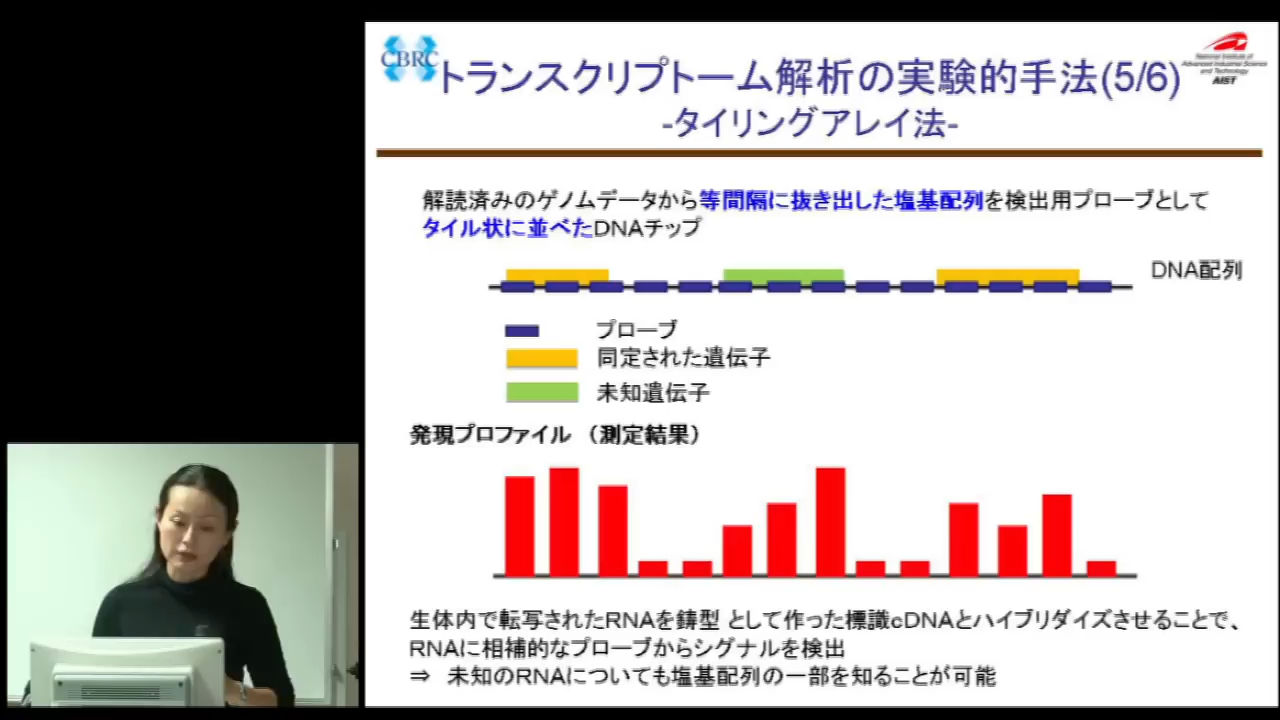 CBRC
トランスクリプトーム解析の実験的手法(5/6)
-タイリングアレイ法-
National Institute of
Advanced Industrial Science
and Technology
AIST
解読済みのゲノムデータから等間隔に抜き出した塩基配列を検出用プローブとして
タイル状に並べたDNAチップ
DNA配列
プローブ
同定された遺伝子
未知遺伝子
発現プロファイル （測定結果）
生体内で転写されたRNAを鋳型 として作った標識cDNAとハイブリダイズさせることで、
RNAに相補的なプローブからシグナルを検出
⇒ 未知のRNAについても塩基配列の一部を知ることが可能